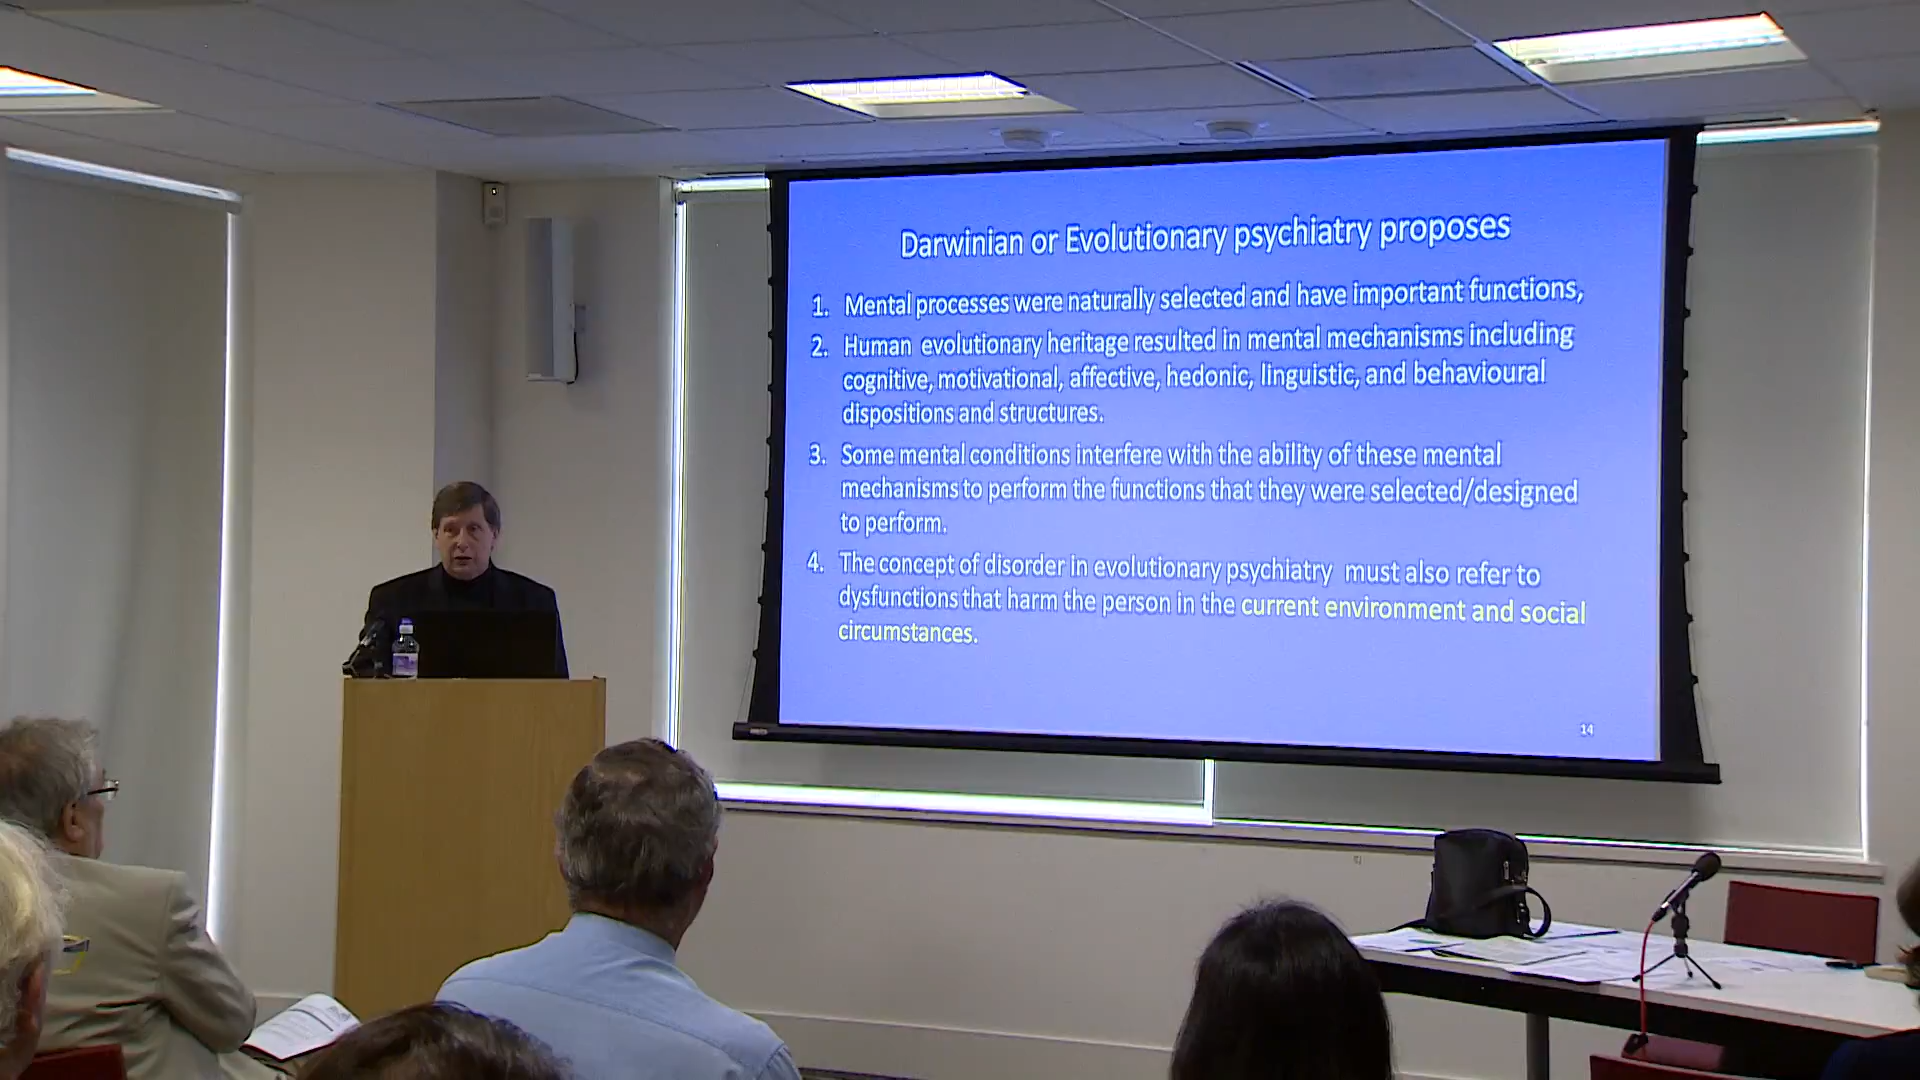 Darwinian or Evolutionary psychiatry proposes
1. Mental processes were naturally selected and have important functions,
2. Human evolutionary heritage resulted in mental mechanisms including
cognitive, motivational, affective, hedonic, linguistic, and behavioural
dispositions and structures.
3. Some mental conditions interfere with the ability of these mental
mechanisms to perform the functions that they were selected/designed
to perform.
4. The concept of disorder in evolutionary psychiatry must also refer to
dysfunctions that harm the person in the current environment and social
circumstances.
14